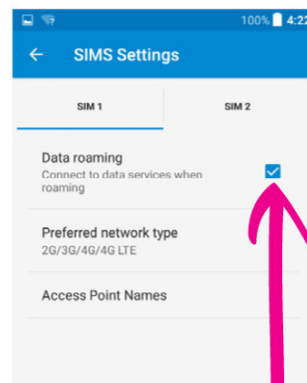 100% 4:22
SIMS Settings
SIM 1 SIM 2
Data roaming
Connect to data services when
roaming
Preferred network type
2G/3G/4G/4G LTE
Access Point Names